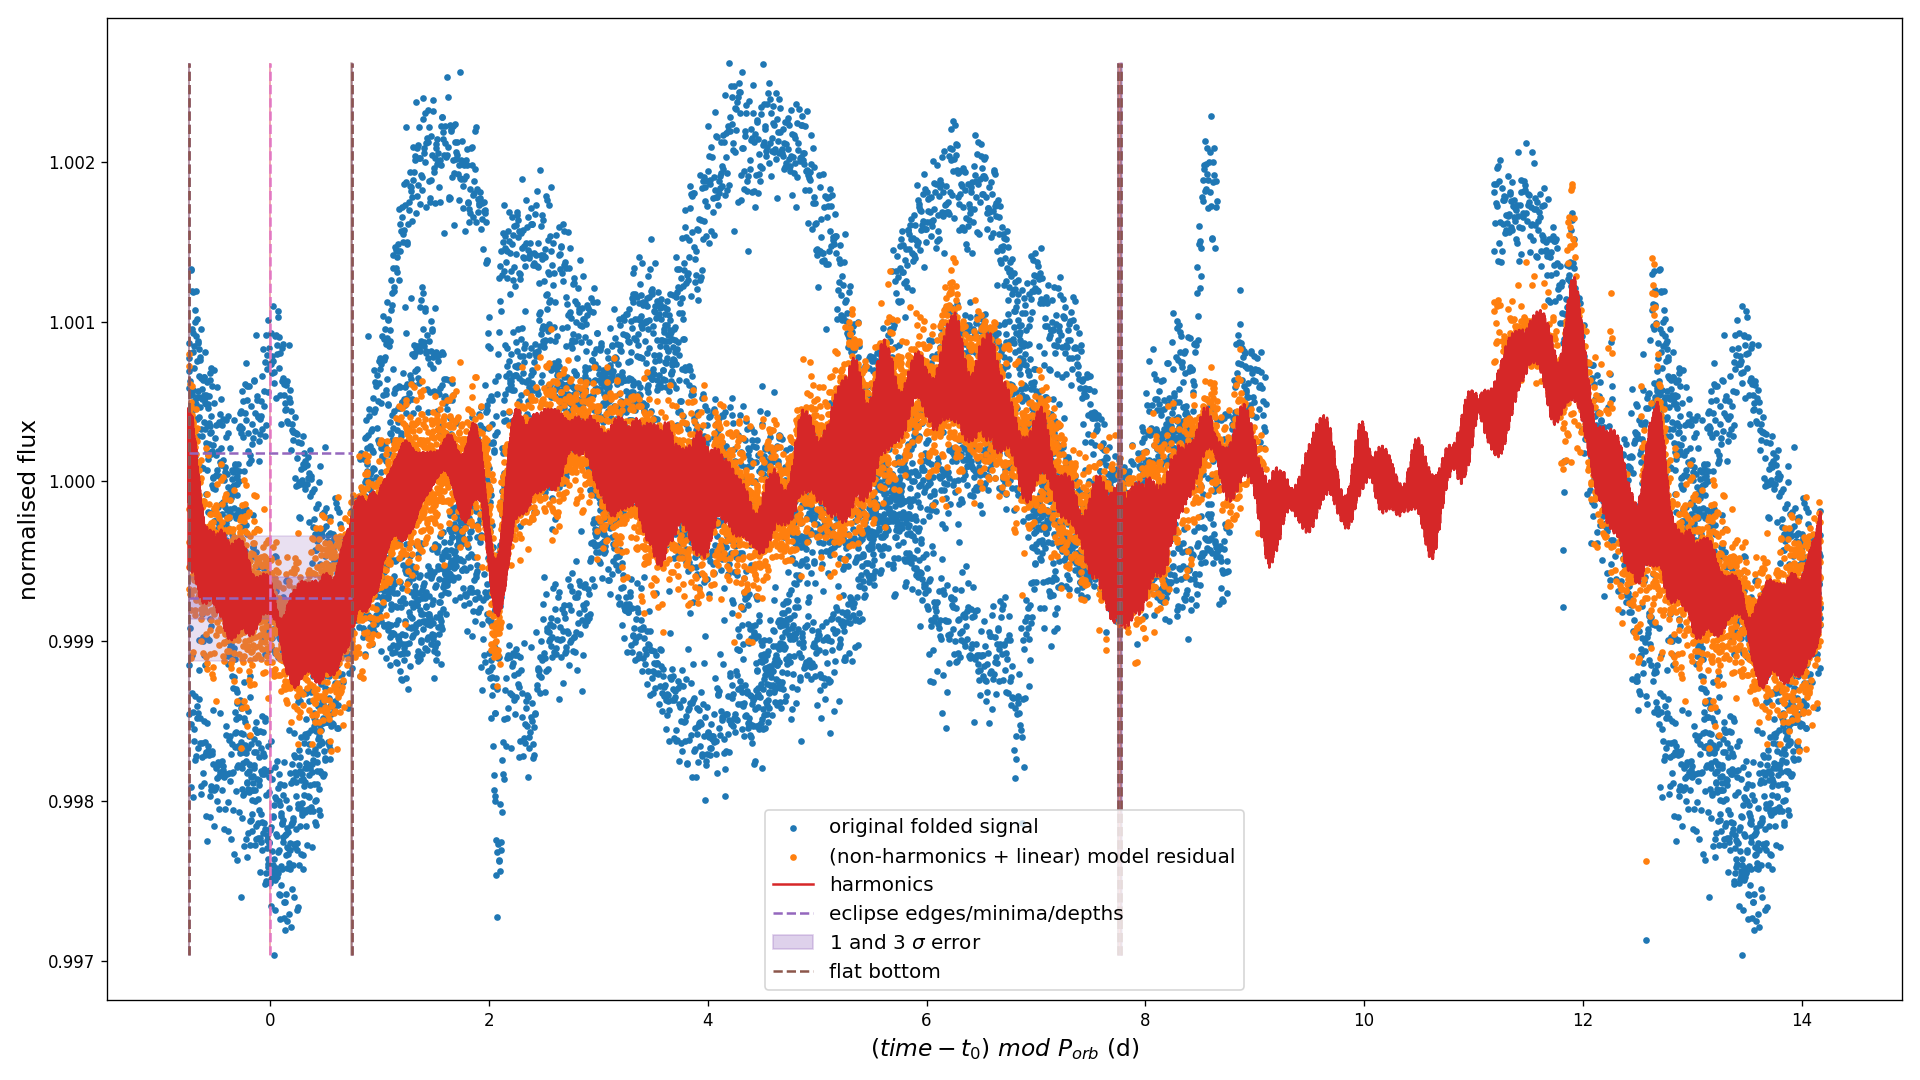 normalised flux
1.002
1.001
1.000
0.999
0.998
0.997
original folded signal
(non-harmonics + linear) model residual
harmonics
eclipse edges/minima/depths
1 and 3 σ error
flat bottom
0 2 4 6 8 10 12 14
(time − t₀) mod Pₒᵣb (d)